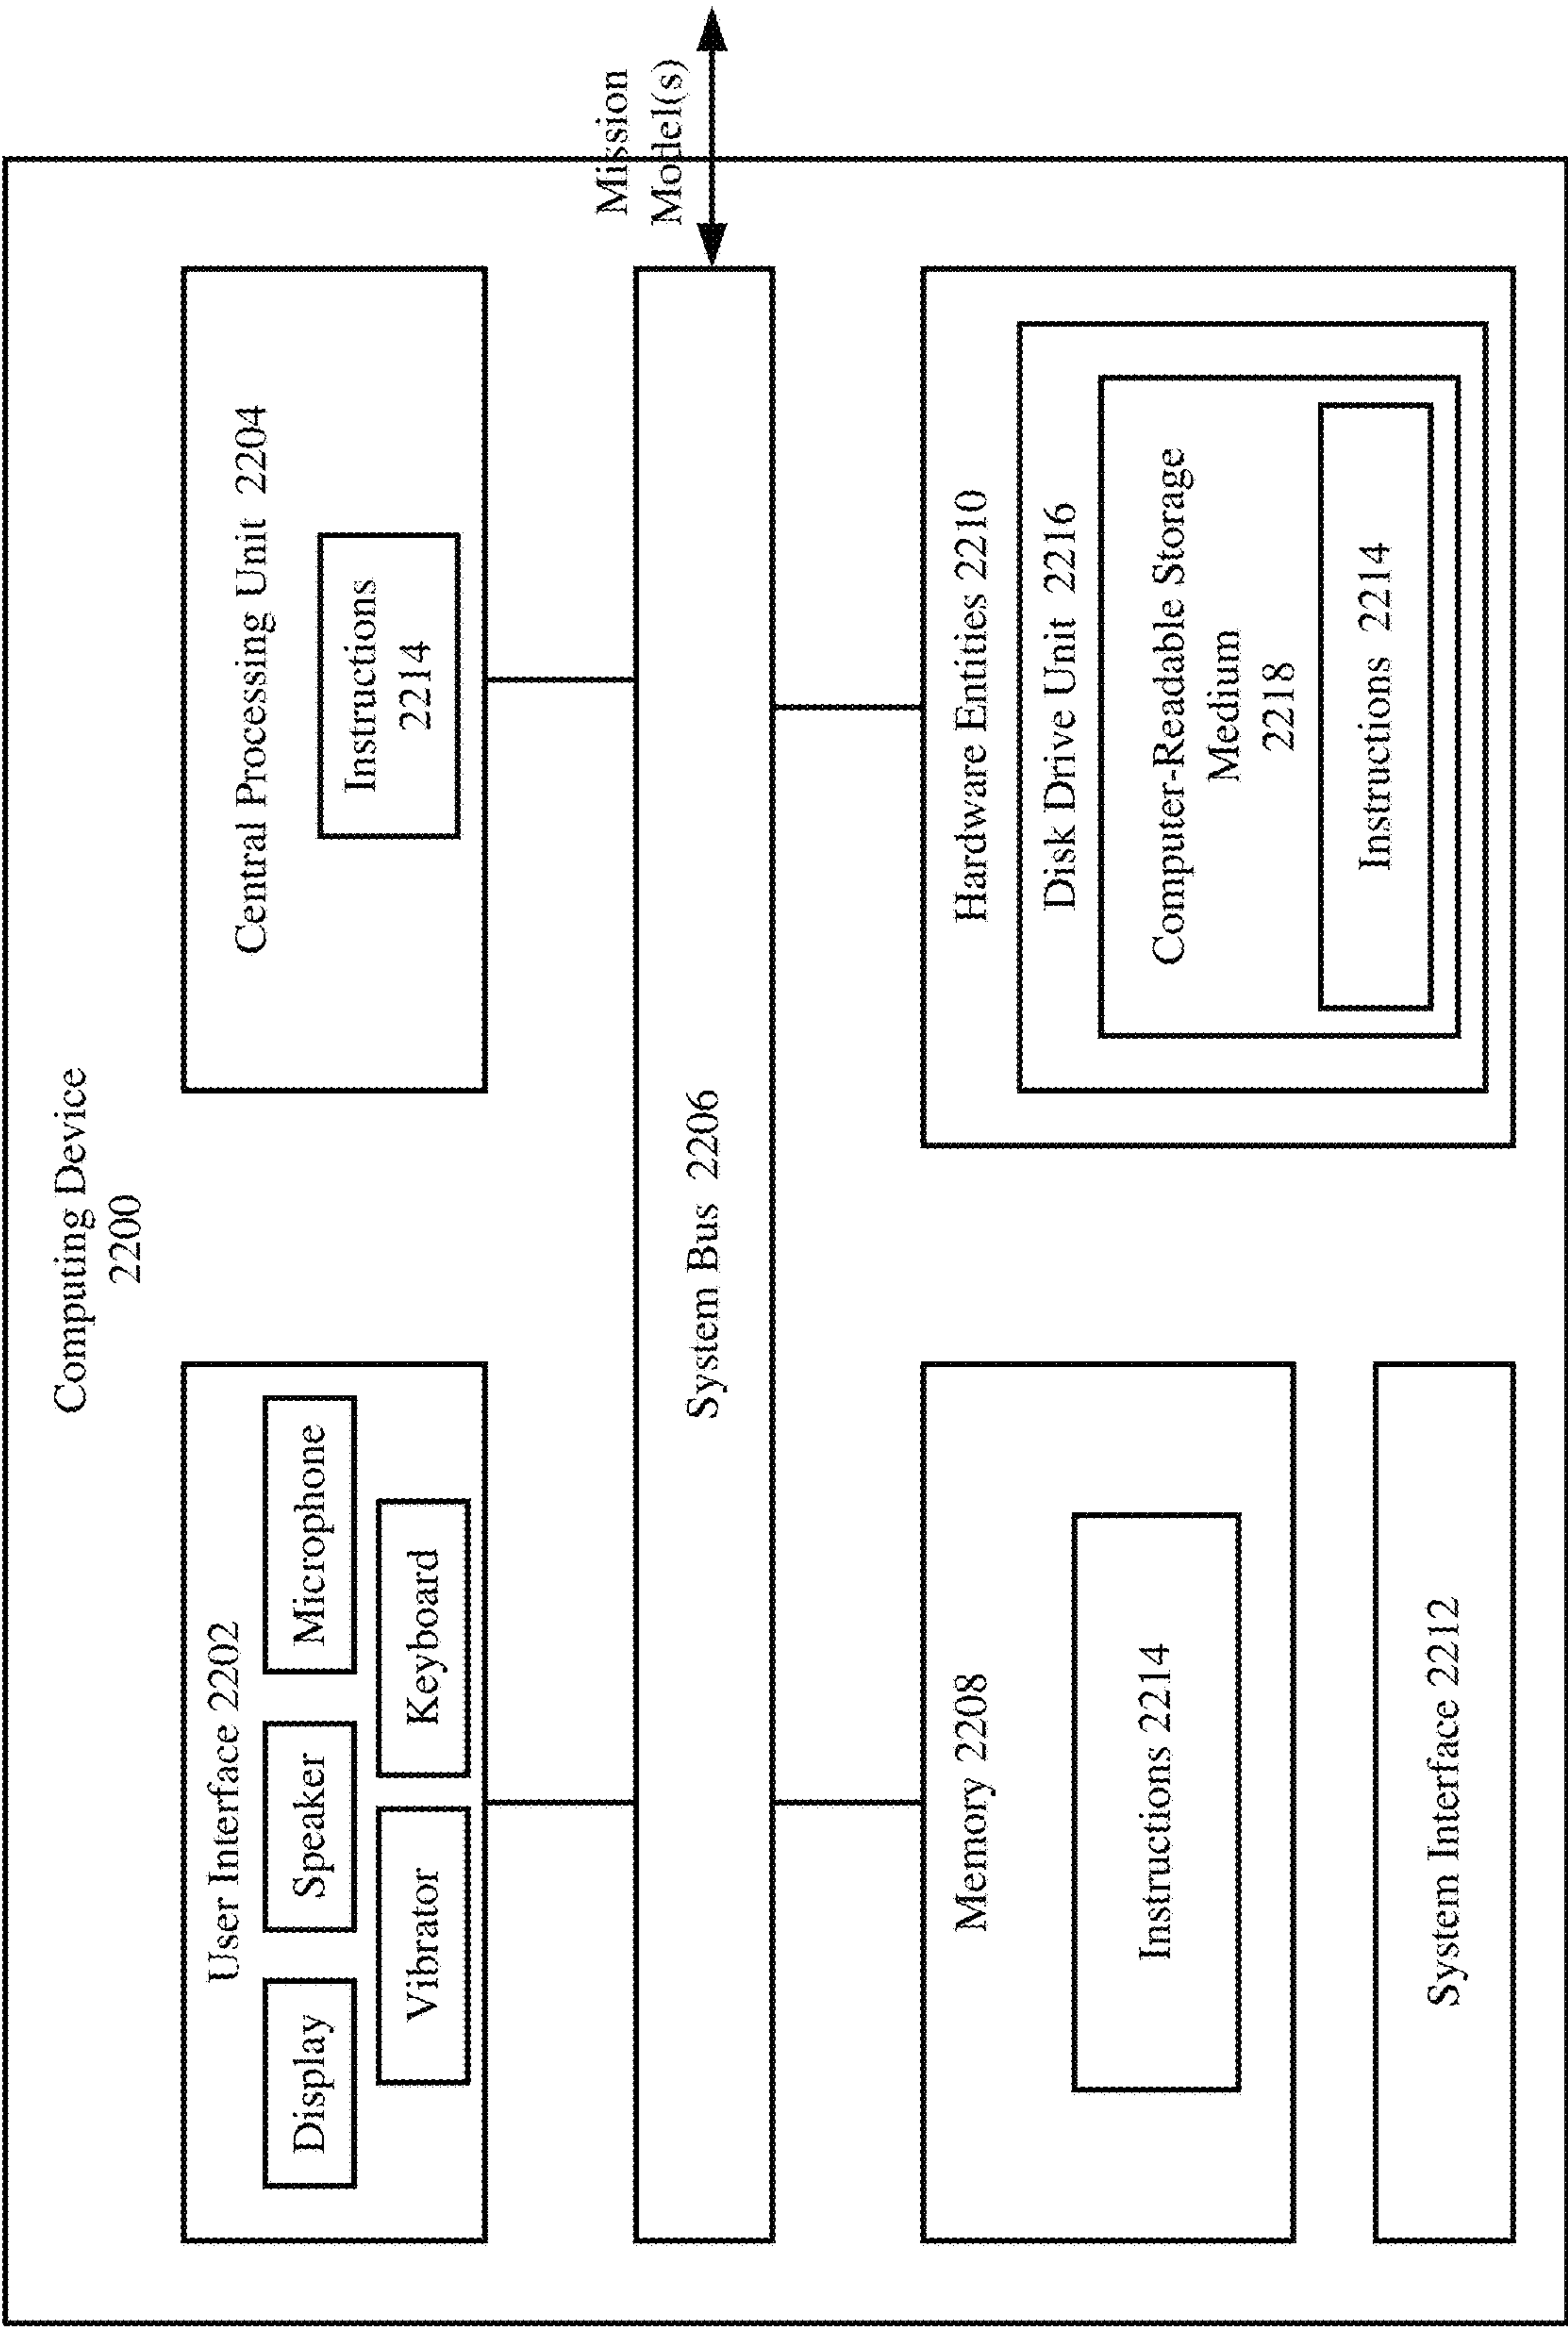 Computing Device
2200
User Interface 2202
Display
Speaker
Microphone
Vibrator
Keyboard
Central Processing Unit 2204
Instructions
2214
Mission
Model(s)
System Bus 2206
Memory 2208
Instructions 2214
System Interface 2212
Hardware Entities 2210
Disk Drive Unit 2216
Computer-Readable Storage
Medium
2218
Instructions 2214